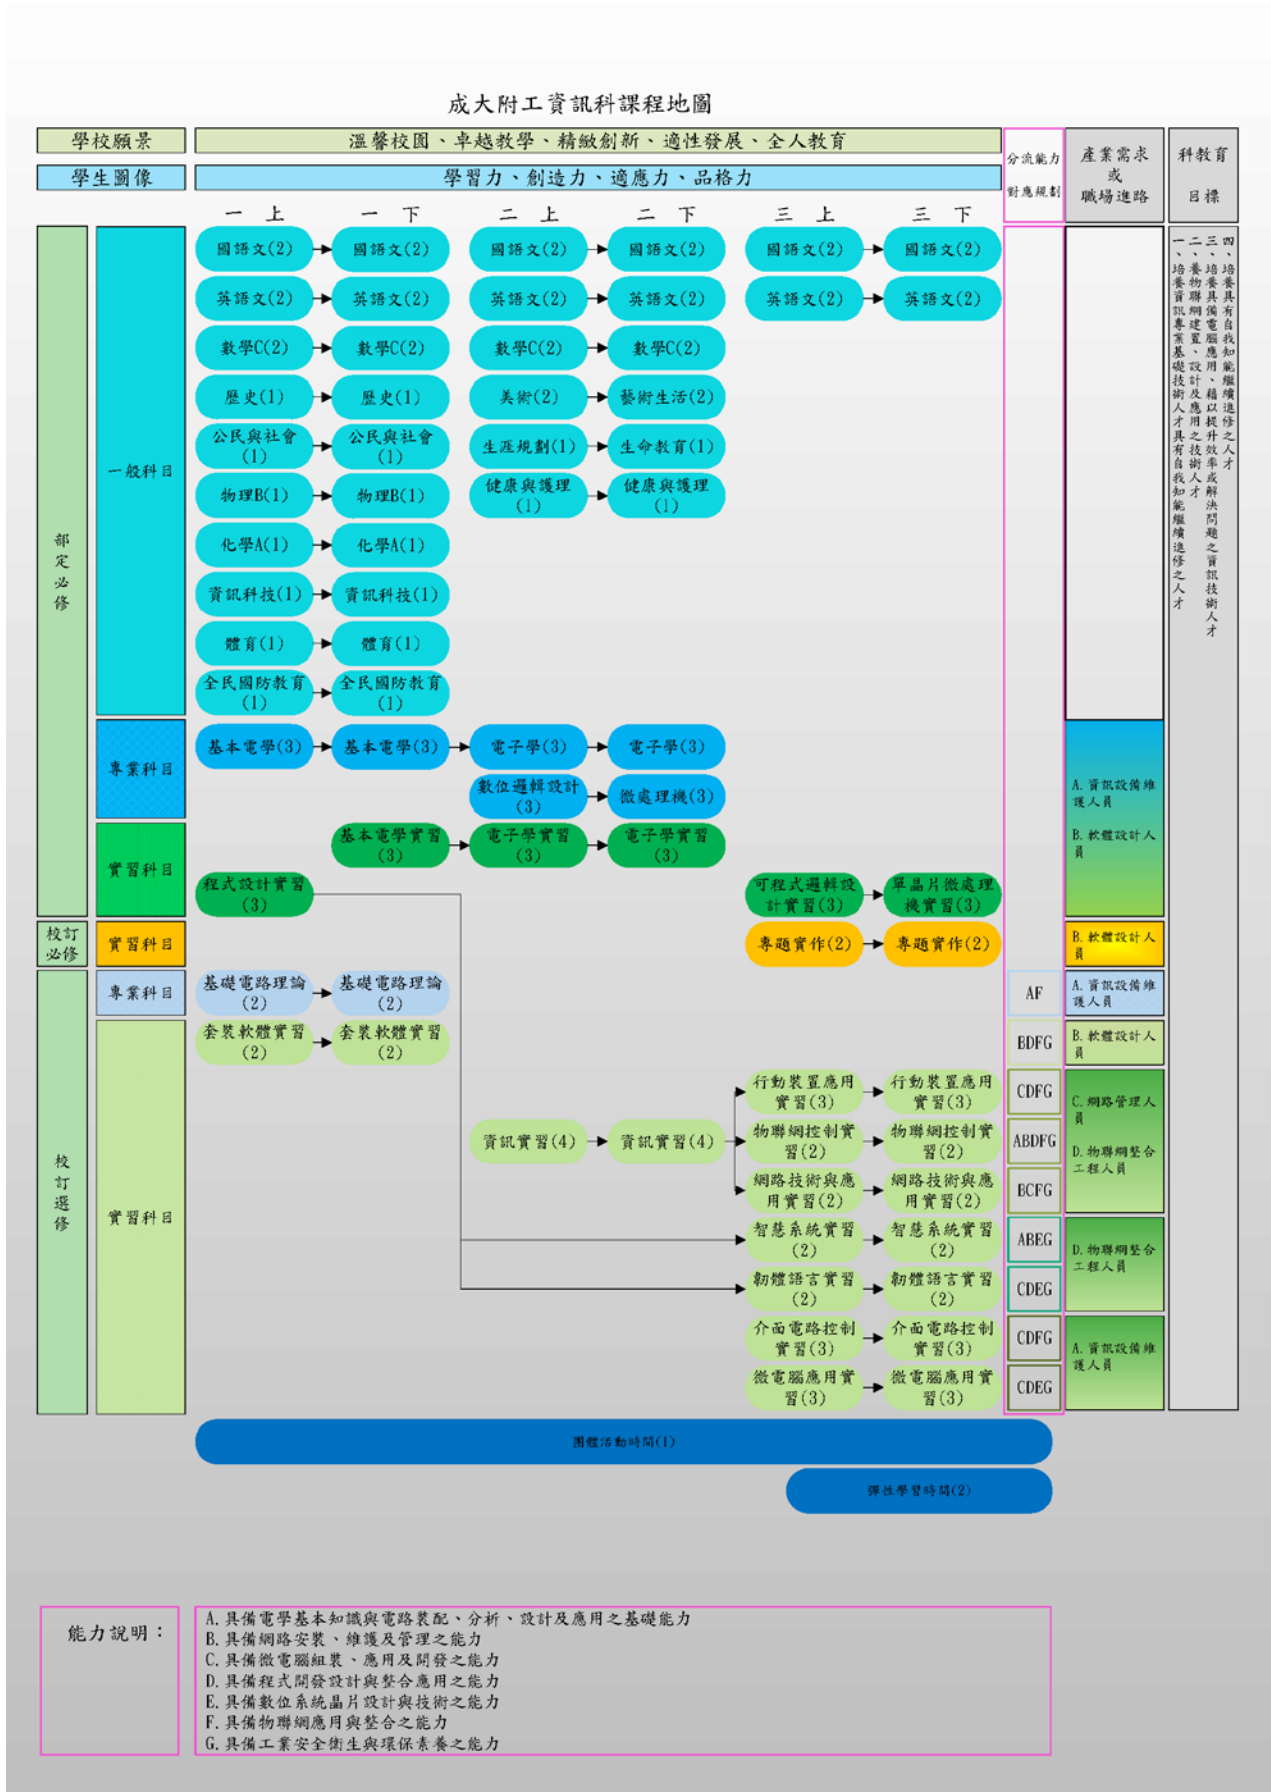 成大附工資訊科課程地圖
學校願景
溫馨校園、卓越教學、精緻創新、適性發展、全人教育
學生圖像
學習力、創造力、適應力、品格力
分流能力
對應規劃
產業需求
或
職場進路
科教育
目標
一 上 一 下 二 上 二 下 三 上 三 下
部定必修
一般科目
國語文(2) 國語文(2) 國語文(2) 國語文(2) 國語文(2) 國語文(2)
英語文(2) 英語文(2) 英語文(2) 英語文(2) 英語文(2) 英語文(2)
數學C(2) 數學C(2) 數學C(2) 數學C(2)
歷史(1) 歷史(1) 美術(2) 藝術生活(2)
公民與社會(1) 公民與社會(1) 生涯規劃(1) 生命教育(1)
物理B(1) 物理B(1) 健康與護理(1) 健康與護理(1)
化學A(1) 化學A(1)
資訊科技(1) 資訊科技(1)
體育(1) 體育(1)
全民國防教育(1) 全民國防教育(1)
專業科目
基本電學(3) 基本電學(3) 電子學(3) 電子學(3)
數位邏輯設計(3) 微處理機(3)
A.資訊設備維護人員
B.軟體設計人員
實習科目
基本電學實習(3) 電子學實習(3) 電子學實習(3)
程式設計實習(3) 可程式邏輯設計實習(3) 單晶片微處理機實習(3)
校訂必修
實習科目
專題實作(2) 專題實作(2)
B.軟體設計人員
校訂選修
專業科目
基礎電路理論(2) 基礎電路理論(2)
AF
A.資訊設備維護人員
實習科目
套裝軟體實習(2) 套裝軟體實習(2)
BDFG
B.軟體設計人員
行動裝置應用實習(3) 行動裝置應用實習(3)
CDFG
資訊實習(4) 資訊實習(4) 物聯網控制實習(2) 物聯網控制實習(2)
ABDFG
網路技術與應用實習(2) 網路技術與應用實習(2)
BCFG
C.網路管理人員
D.物聯網整合工程人員
智慧系統實習(2) 智慧系統實習(2)
ABEG
韌體語言實習(2) 韌體語言實習(2)
CDEG
D.物聯網整合工程人員
介面電路控制實習(3) 介面電路控制實習(3)
CDFG
微電腦應用實習(3) 微電腦應用實習(3)
CDEG
A.資訊設備維護人員
一、培養資訊專業基礎技術人才具有自我知能繼續進修之人才
二、養物聯網建置、設計及應用之技術人才
三、培養具備電腦應用、藉以提升效率或解決問題之資訊技術人才
四、培養具有自我知能繼續進修之人才
團體活動時間(1)
彈性學習時間(2)
能力說明：
A.具備電學基本知識與電路裝配、分析、設計及應用之基礎能力
B.具備網路安裝、維護及管理之能力
C.具備微電腦組裝、應用及開發之能力
D.具備程式開發設計與整合應用之能力
E.具備數位系統晶片設計與技術之能力
F.具備物聯網應用與整合之能力
G.具備工業安全衛生與環保素養之能力